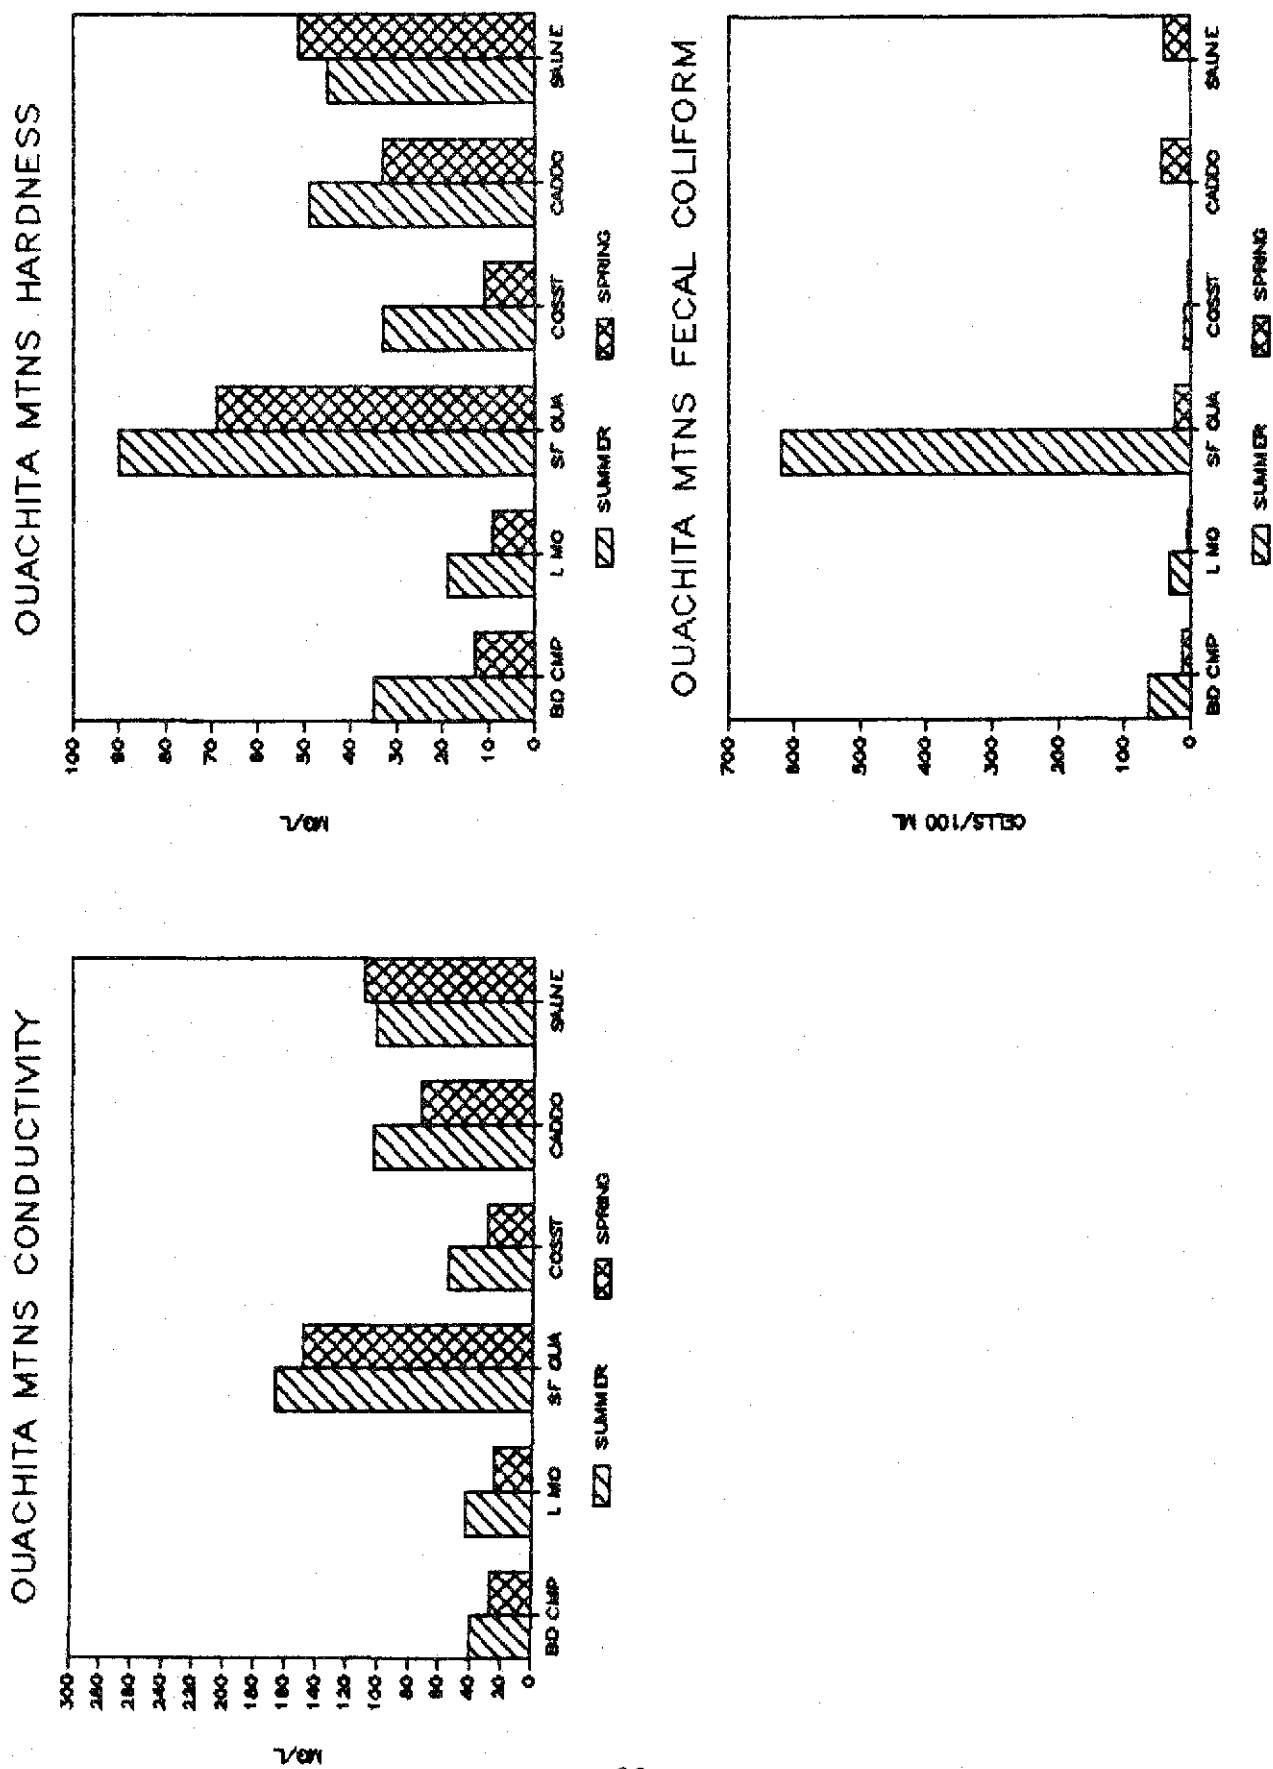 OUACHITA MTNS CONDUCTIVITY
300
280
260
240
220
200
180
160
140
120
100
80
60
40
20
0
MG/L
BD CMP
L MO
SF OUA
COSST
CADDO
SALNE
SUMMER
SPRING
OUACHITA MTNS HARDNESS
100
90
80
70
60
50
40
30
20
10
0
MG/L
BD CMP
L MO
SF OUA
COSST
CADDO
SALNE
SUMMER
SPRING
OUACHITA MTNS FECAL COLIFORM
700
600
500
400
300
200
100
0
CELLS/100 ML
BD CMP
L MO
SF OUA
COSST
CADDO
SALNE
SUMMER
SPRING